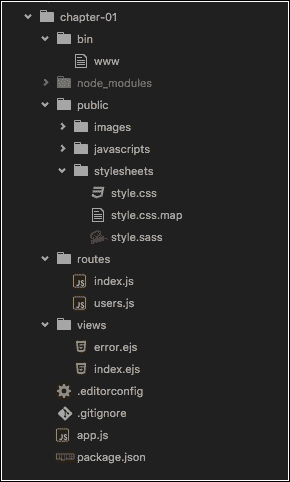 chapter-01
bin
www
node_modules
public
images
javascripts
stylesheets
style.css
style.css.map
style.sass
routes
index.js
users.js
views
error.ejs
index.ejs
.editorconfig
.gitignore
app.js
package.json